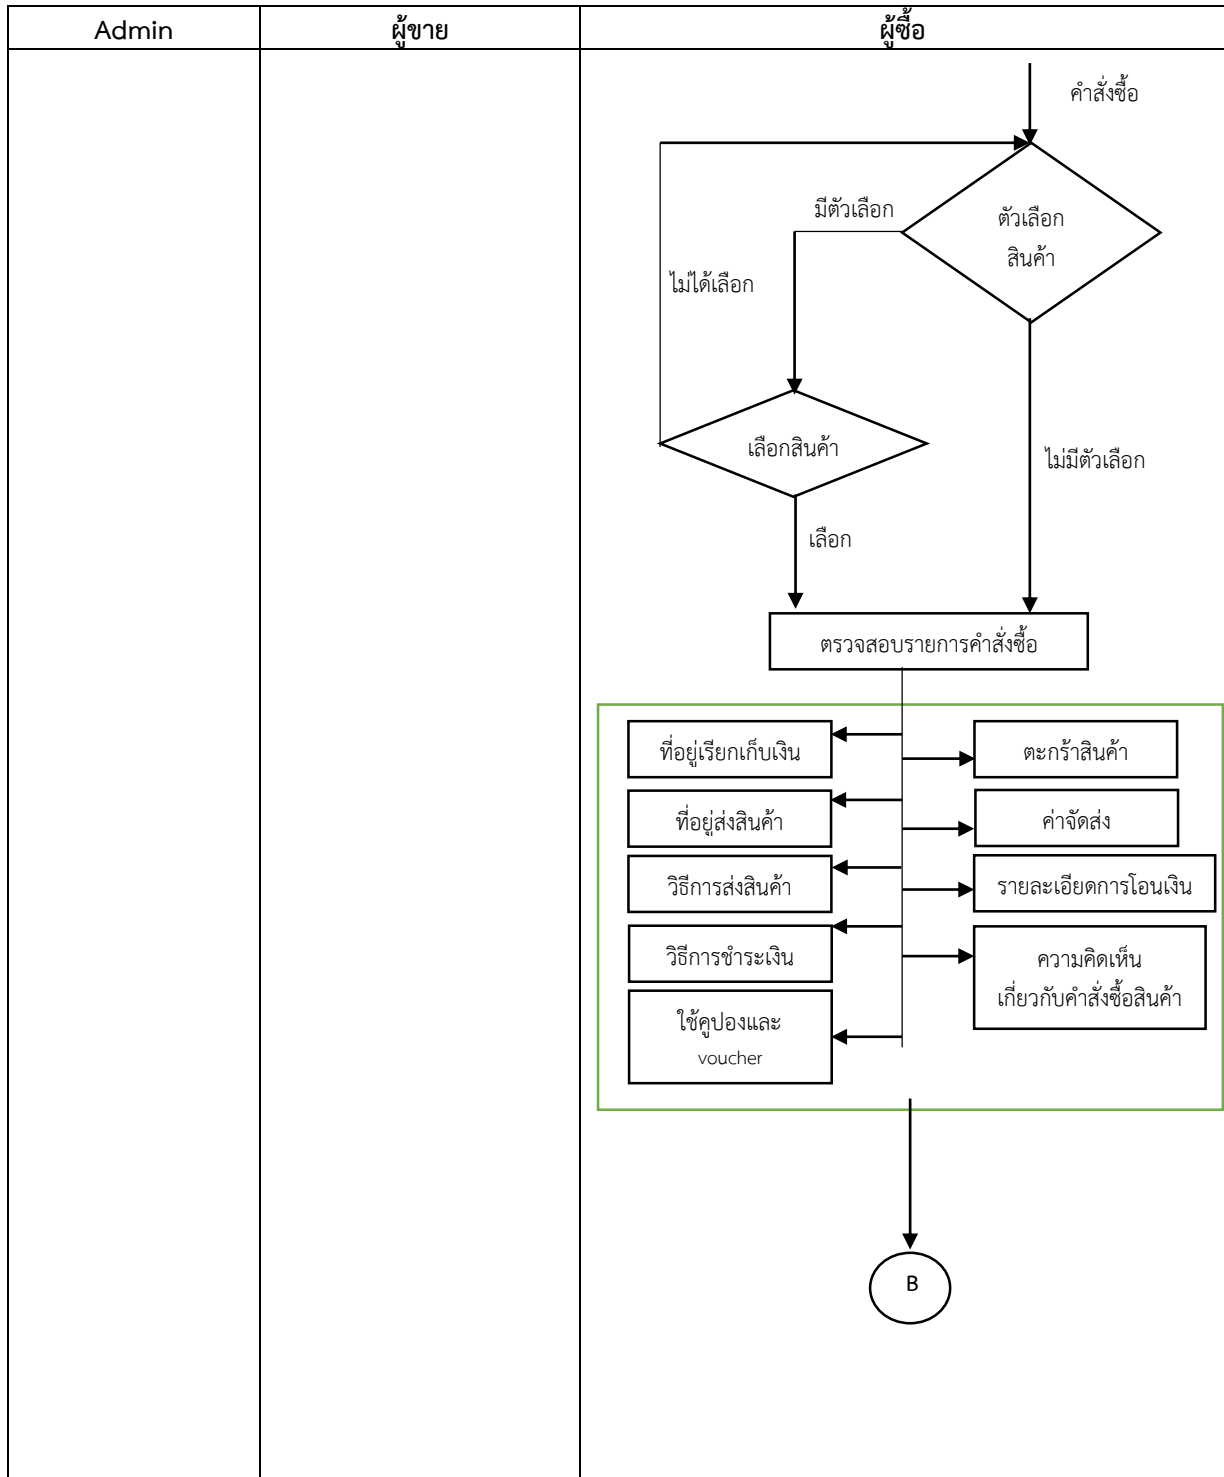 Admin
ผู้ขาย
ผู้ซื้อ
คำสั่งซื้อ
มีตัวเลือก
ตัวเลือก
สินค้า
ไม่ได้เลือก
เลือกสินค้า
ไม่มีตัวเลือก
เลือก
ตรวจสอบรายการคำสั่งซื้อ
ที่อยู่เรียกเก็บเงิน
ตะกร้าสินค้า
ที่อยู่ส่งสินค้า
ค่าจัดส่ง
วิธีการส่งสินค้า
รายละเอียดการโอนเงิน
วิธีการชำระเงิน
ความคิดเห็น
เกี่ยวกับคำสั่งซื้อสินค้า
ใช้คูปองและ
voucher
B